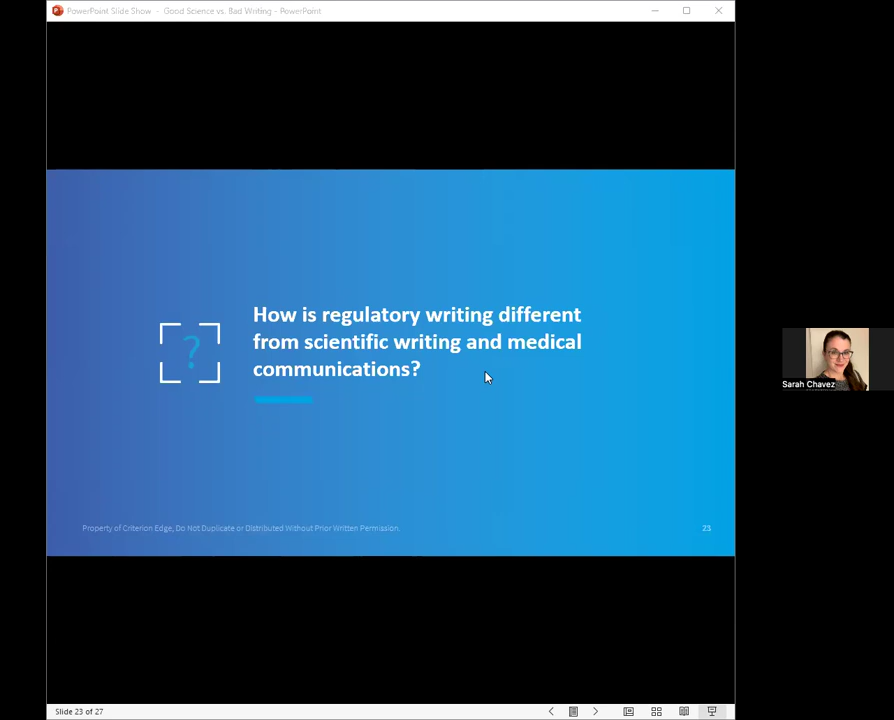 PowerPoint Slide Show - Good Science vs. Bad Writing - PowerPoint
?
How is regulatory writing different
from scientific writing and medical
communications?
Sarah Chavez
Property of Criterion Edge, Do Not Duplicate or Distributed Without Prior Written Permission.
23
Slide 23 of 27